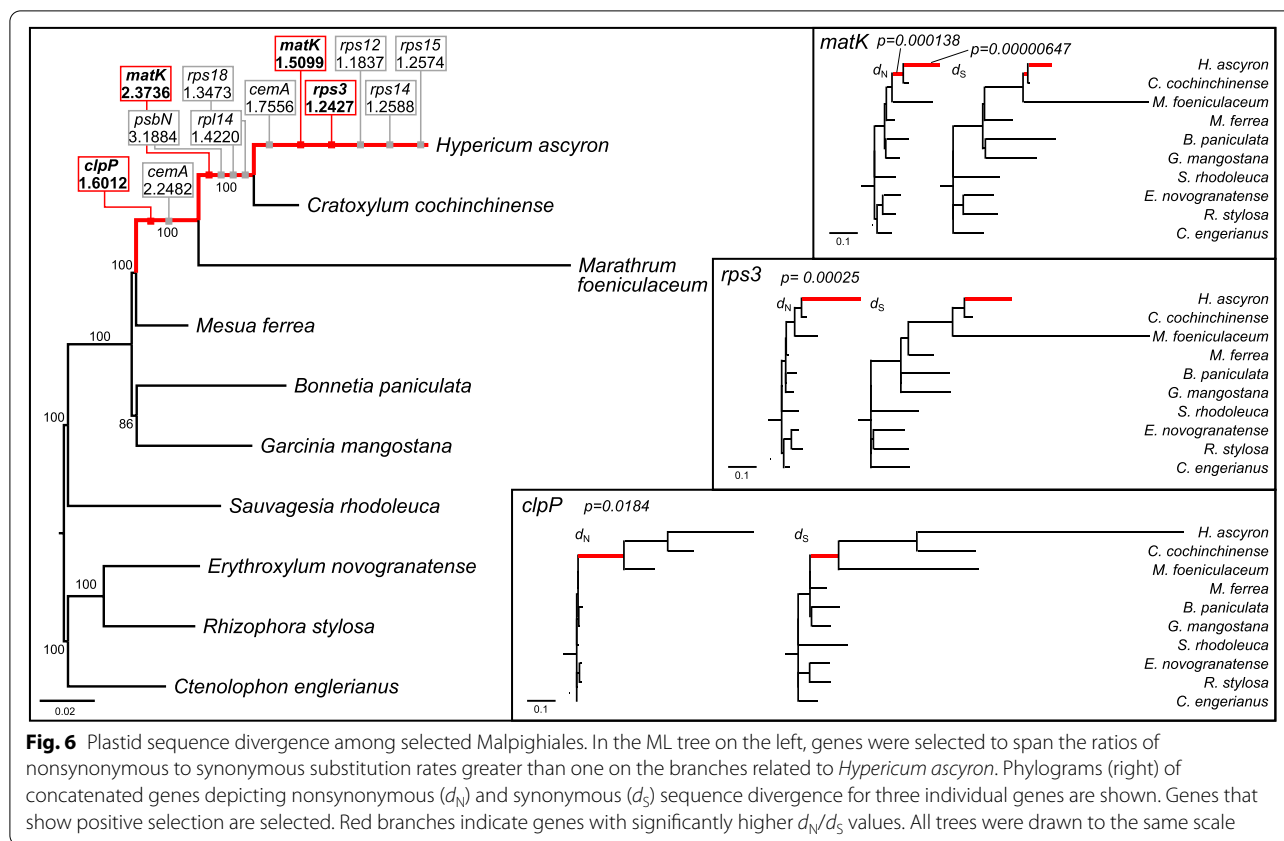 matK
1.5099
rps12
1.1837
rps15
1.2574
matK
2.3736
rps18
1.3473
cemA
1.7556
rps3
1.2427
rps14
1.2588
psbN
3.1884
rpl14
1.4220
clpP
1.6012
cemA
2.2482
100
100
100
100
86
100
100
100
Hypericum ascyron
Cratoxylum cochinchinense
Marathrum
foeniculaceum
Mesua ferrea
Bonnetia paniculata
Garcinia mangostana
Sauvagesia rhodoleuca
Erythroxylum novogranatense
Rhizophora stylosa
Ctenolophon englerianus
0.02
matK p=0.000138
p=0.00000647
dN dS
H. ascyron
C. cochinchinense
M. foeniculaceum
M. ferrea
B. paniculata
G. mangostana
S. rhodoleuca
E. novogranatense
R. stylosa
C. engerianus
0.1
rps3 p= 0.00025
dN dS
H. ascyron
C. cochinchinense
M. foeniculaceum
M. ferrea
B. paniculata
G. mangostana
S. rhodoleuca
E. novogranatense
R. stylosa
C. engerianus
0.1
clpP p=0.0184
dN dS
H. ascyron
C. cochinchinense
M. foeniculaceum
M. ferrea
B. paniculata
G. mangostana
S. rhodoleuca
E. novogranatense
R. stylosa
C. engerianus
0.1
Fig. 6 Plastid sequence divergence among selected Malpighiales. In the ML tree on the left, genes were selected to span the ratios of
nonsynonymous to synonymous substitution rates greater than one on the branches related to Hypericum ascyron. Phylograms (right) of
concatenated genes depicting nonsynonymous (dN) and synonymous (dS) sequence divergence for three individual genes are shown. Genes that
show positive selection are selected. Red branches indicate genes with significantly higher dN/dS values. All trees were drawn to the same scale